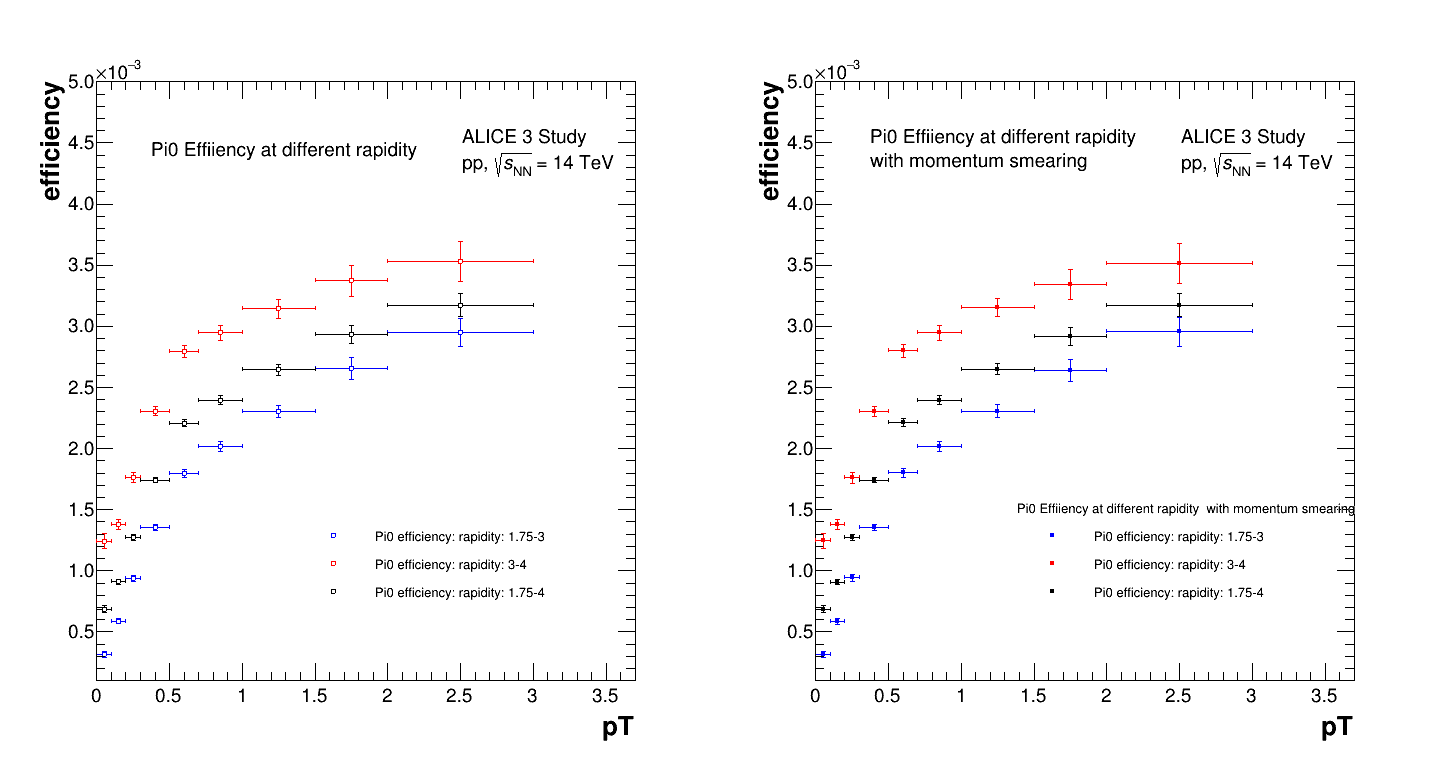 ×10⁻³
5.0
4.5
4.0
3.5
3.0
2.5
2.0
1.5
1.0
0.5
efficiency
Pi0 Effiiency at different rapidity
ALICE 3 Study
pp, √sNN = 14 TeV
Pi0 efficiency: rapidity: 1.75-3
Pi0 efficiency: rapidity: 3-4
Pi0 efficiency: rapidity: 1.75-4
0 0.5 1 1.5 2 2.5 3 3.5
pT
×10⁻³
5.0
4.5
4.0
3.5
3.0
2.5
2.0
1.5
1.0
0.5
efficiency
Pi0 Effiiency at different rapidity
with momentum smearing
ALICE 3 Study
pp, √sNN = 14 TeV
Pi0 Effiiency at different rapidity with momentum smearing
Pi0 efficiency: rapidity: 1.75-3
Pi0 efficiency: rapidity: 3-4
Pi0 efficiency: rapidity: 1.75-4
0 0.5 1 1.5 2 2.5 3 3.5
pT